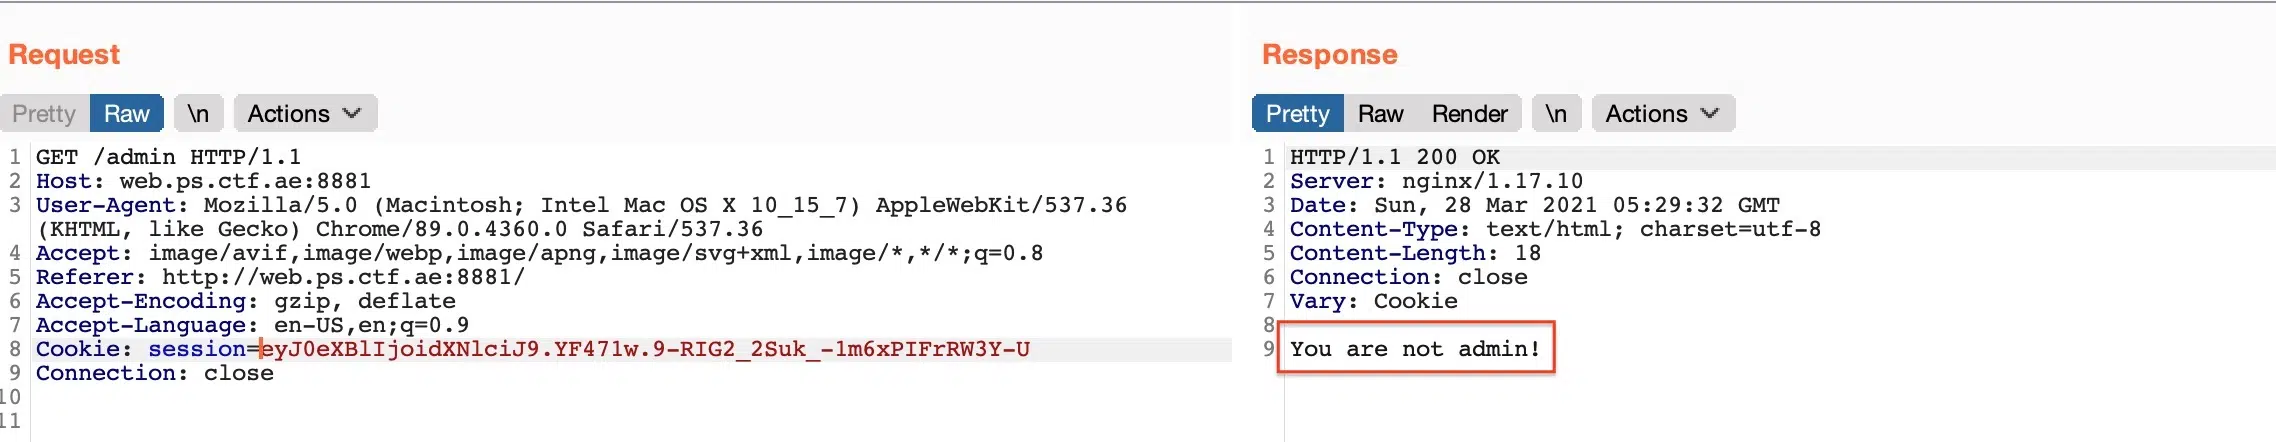 Request
Pretty Raw \n Actions
1 GET /admin HTTP/1.1
2 Host: web.ps.ctf.ae:8881
3 User-Agent: Mozilla/5.0 (Macintosh; Intel Mac OS X 10_15_7) AppleWebKit/537.36
(KHTML, like Gecko) Chrome/89.0.4360.0 Safari/537.36
4 Accept: image/avif,image/webp,image/apng,image/svg+xml,image/*,*/*;q=0.8
5 Referer: http://web.ps.ctf.ae:8881/
6 Accept-Encoding: gzip, deflate
7 Accept-Language: en-US,en;q=0.9
8 Cookie: session=eyJ0eXBlIjoidXNlciJ9.YF471w.9-RIG2_2Suk_-1m6xPIFrRW3Y-U
9 Connection: close
10
11
Response
Pretty Raw Render \n Actions
1 HTTP/1.1 200 OK
2 Server: nginx/1.17.10
3 Date: Sun, 28 Mar 2021 05:29:32 GMT
4 Content-Type: text/html; charset=utf-8
5 Content-Length: 18
6 Connection: close
7 Vary: Cookie
8
9 You are not admin!